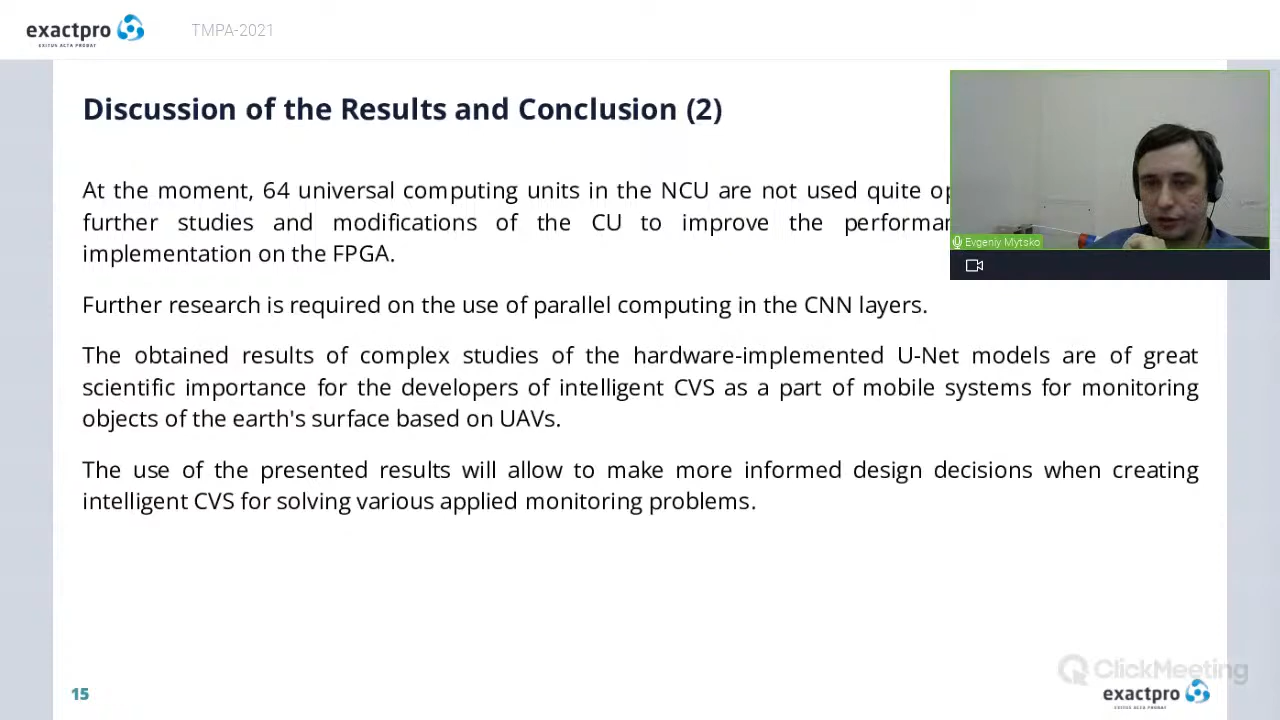 exactpro
EXITUS ACTA PROBAT
TMPA-2021
Discussion of the Results and Conclusion (2)
At the moment, 64 universal computing units in the NCU are not used quite
further studies and modifications of the CU to improve the
implementation on the FPGA.
Evgeniy Mytsko
Further research is required on the use of parallel computing in the CNN layers.
The obtained results of complex studies of the hardware-implemented U-Net models are of great
scientific importance for the developers of intelligent CVS as a part of mobile systems for monitoring
objects of the earth's surface based on UAVs.
The use of the presented results will allow to make more informed design decisions when creating
intelligent CVS for solving various applied monitoring problems.
15
ClickMeeting
exactpro
EXITUS ACTA PROBAT